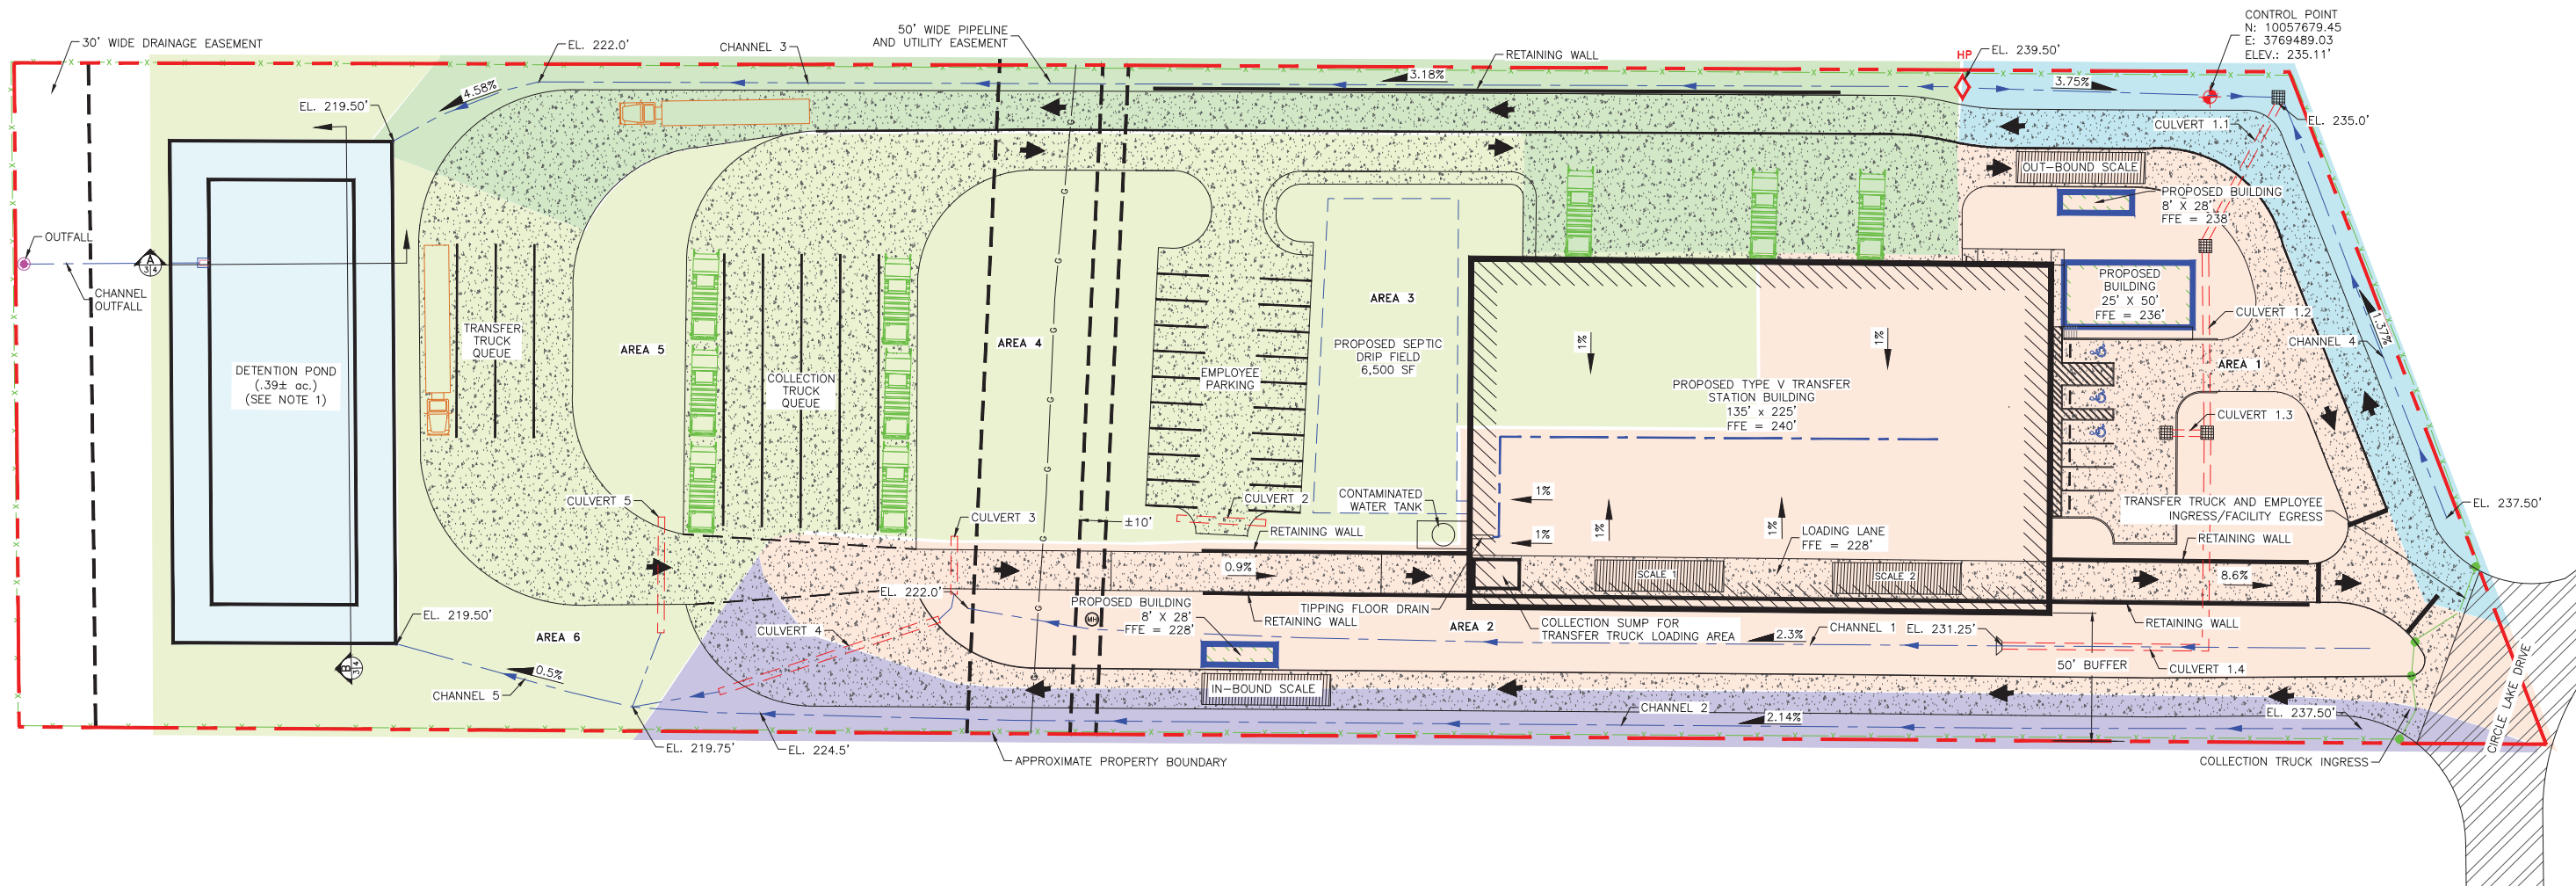 CONTROL POINT
N: 10057679.45
E: 3769489.03
ELEV.: 235.11'
30' WIDE DRAINAGE EASEMENT
EL. 222.0'
CHANNEL 3
50' WIDE PIPELINE
AND UTILITY EASEMENT
RETAINING WALL
HP
EL. 239.50'
4.58%
3.18%
3.75%
EL. 219.50'
CULVERT 1.1
EL. 235.0'
OUT-BOUND SCALE
PROPOSED BUILDING
8' X 28'
FFE = 238'
OUTFALL
A
3 4
CHANNEL
OUTFALL
G
G
G
G
G
G
G
G
PROPOSED
BUILDING
25' X 50'
FFE = 236'
CULVERT 1.2
1.37%
CHANNEL 4
TRANSFER
TRUCK
QUEUE
AREA 5
AREA 4
AREA 3
PROPOSED SEPTIC
DRIP FIELD
6,500 SF
1%
1%
AREA 1
DETENTION POND
(.39± ac.)
(SEE NOTE 1)
COLLECTION
TRUCK
QUEUE
EMPLOYEE
PARKING
PROPOSED TYPE V TRANSFER
STATION BUILDING
135' x 225'
FFE = 240'
CULVERT 1.3
CULVERT 5
CULVERT 3
±10'
CULVERT 2
CONTAMINATED
WATER TANK
1%
1%
1%
1%
TRANSFER TRUCK AND EMPLOYEE
INGRESS/FACILITY EGRESS
EL. 237.50'
RETAINING WALL
LOADING LANE
FFE = 228'
RETAINING WALL
0.9%
SCALE 1
SCALE 2
8.6%
EL. 222.0'
PROPOSED BUILDING
8' X 28'
FFE = 228'
MH
TIPPING FLOOR DRAIN
RETAINING WALL
COLLECTION SUMP FOR
TRANSFER TRUCK LOADING AREA
AREA 2
2.3%
CHANNEL 1
EL. 231.25'
RETAINING WALL
EL. 219.50'
AREA 6
CULVERT 4
B
3 4
0.5%
CHANNEL 5
50' BUFFER
CULVERT 1.4
IN-BOUND SCALE
CHANNEL 2
2.14%
EL. 237.50'
CIRCLE LAKE DRIVE
EL. 219.75'
EL. 224.5'
APPROXIMATE PROPERTY BOUNDARY
COLLECTION TRUCK INGRESS